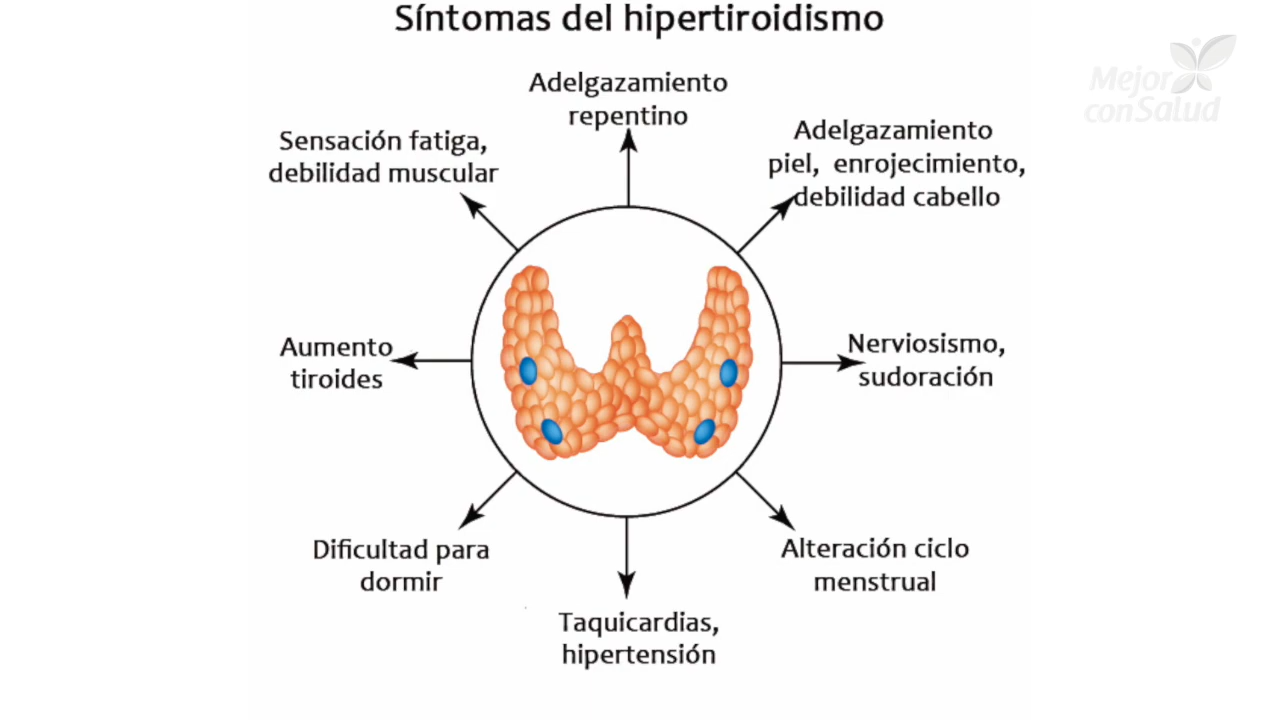 Síntomas del hipertiroidismo
Mejor
conSalud
Adelgazamiento
repentino
Adelgazamiento
piel, enrojecimiento,
debilidad cabello
Nerviosismo,
sudoración
Alteración ciclo
menstrual
Taquicardias,
hipertensión
Dificultad para
dormir
Aumento
tiroides
Sensación fatiga,
debilidad muscular